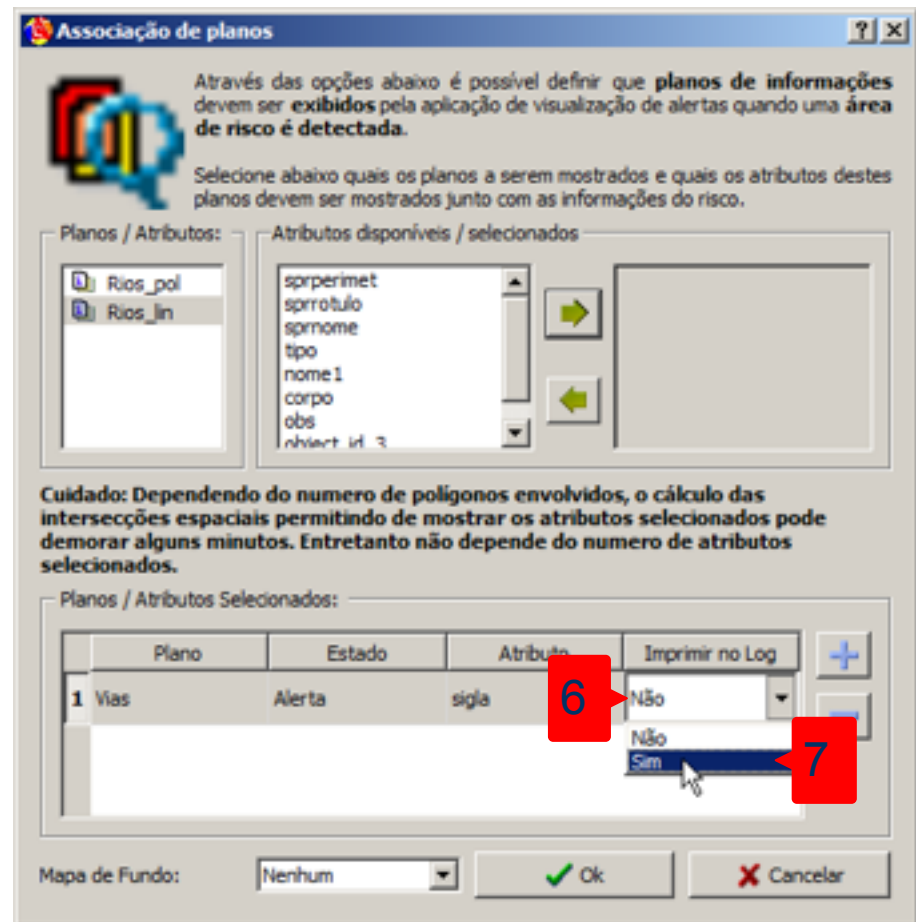 Associação de planos
Através das opções abaixo é possível definir que planos de informações
devem ser exibidos pela aplicação de visualização de alertas quando uma área
de risco é detectada.
Selecione abaixo quais os planos a serem mostrados e quais os atributos destes
planos devem ser mostrados junto com as informações do risco.
Planos / Atributos:
Atributos disponíveis / selecionados
Rios_pol
Rios_lin
sprperimet
sprrotulo
sprnome
tipo
nome1
corpo
obs
object_id_3
Cuidado: Dependendo do numero de polígonos envolvidos, o cálculo das
intersecções espaciais permitindo de mostrar os atributos selecionados pode
demorar alguns minutos. Entretanto não depende do numero de atributos
selecionados.
Planos / Atributos Selecionados:
Plano Estado Atributo Imprimir no Log
1 Vias Alerta sigla 6 Não
Não
Sim 7
Mapa de Fundo: Nenhum Ok Cancelar